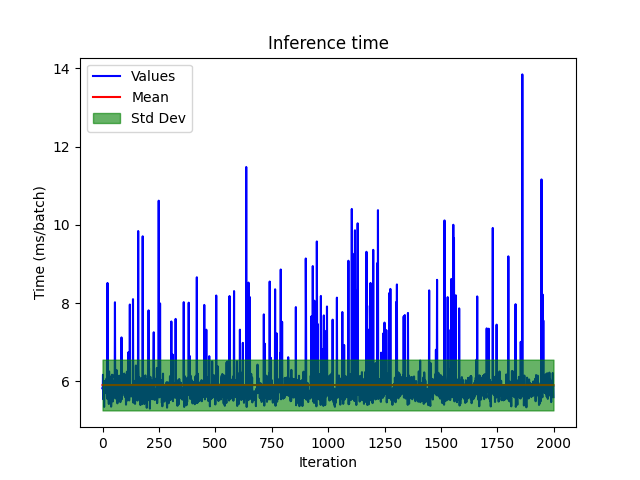 Inference time
Values
Mean
Std Dev
Time (ms/batch)
14
12
10
8
6
0
250
500
750
1000
1250
1500
1750
2000
Iteration